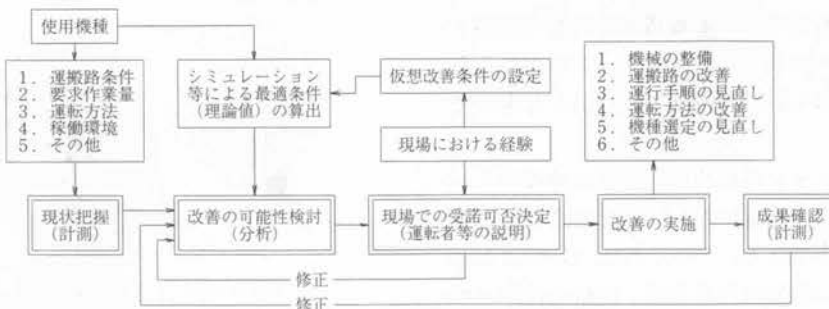 使用機種
1. 運搬路条件
2. 要求作業量
3. 運転方法
4. 稼働環境
5. その他
シミュレーション
等による最適条件
(理論値)の算出
仮想改善条件の設定
現場における経験
1. 機械の整備
2. 運搬路の改善
3. 運行手順の見直し
4. 運転方法の改善
5. 機種選定の見直し
6. その他
現状把握
(計測)
改善の可能性検討
(分析)
現場での受諾可否決定
(運転者等の説明)
改善の実施
成果確認
(計測)
修正
修正